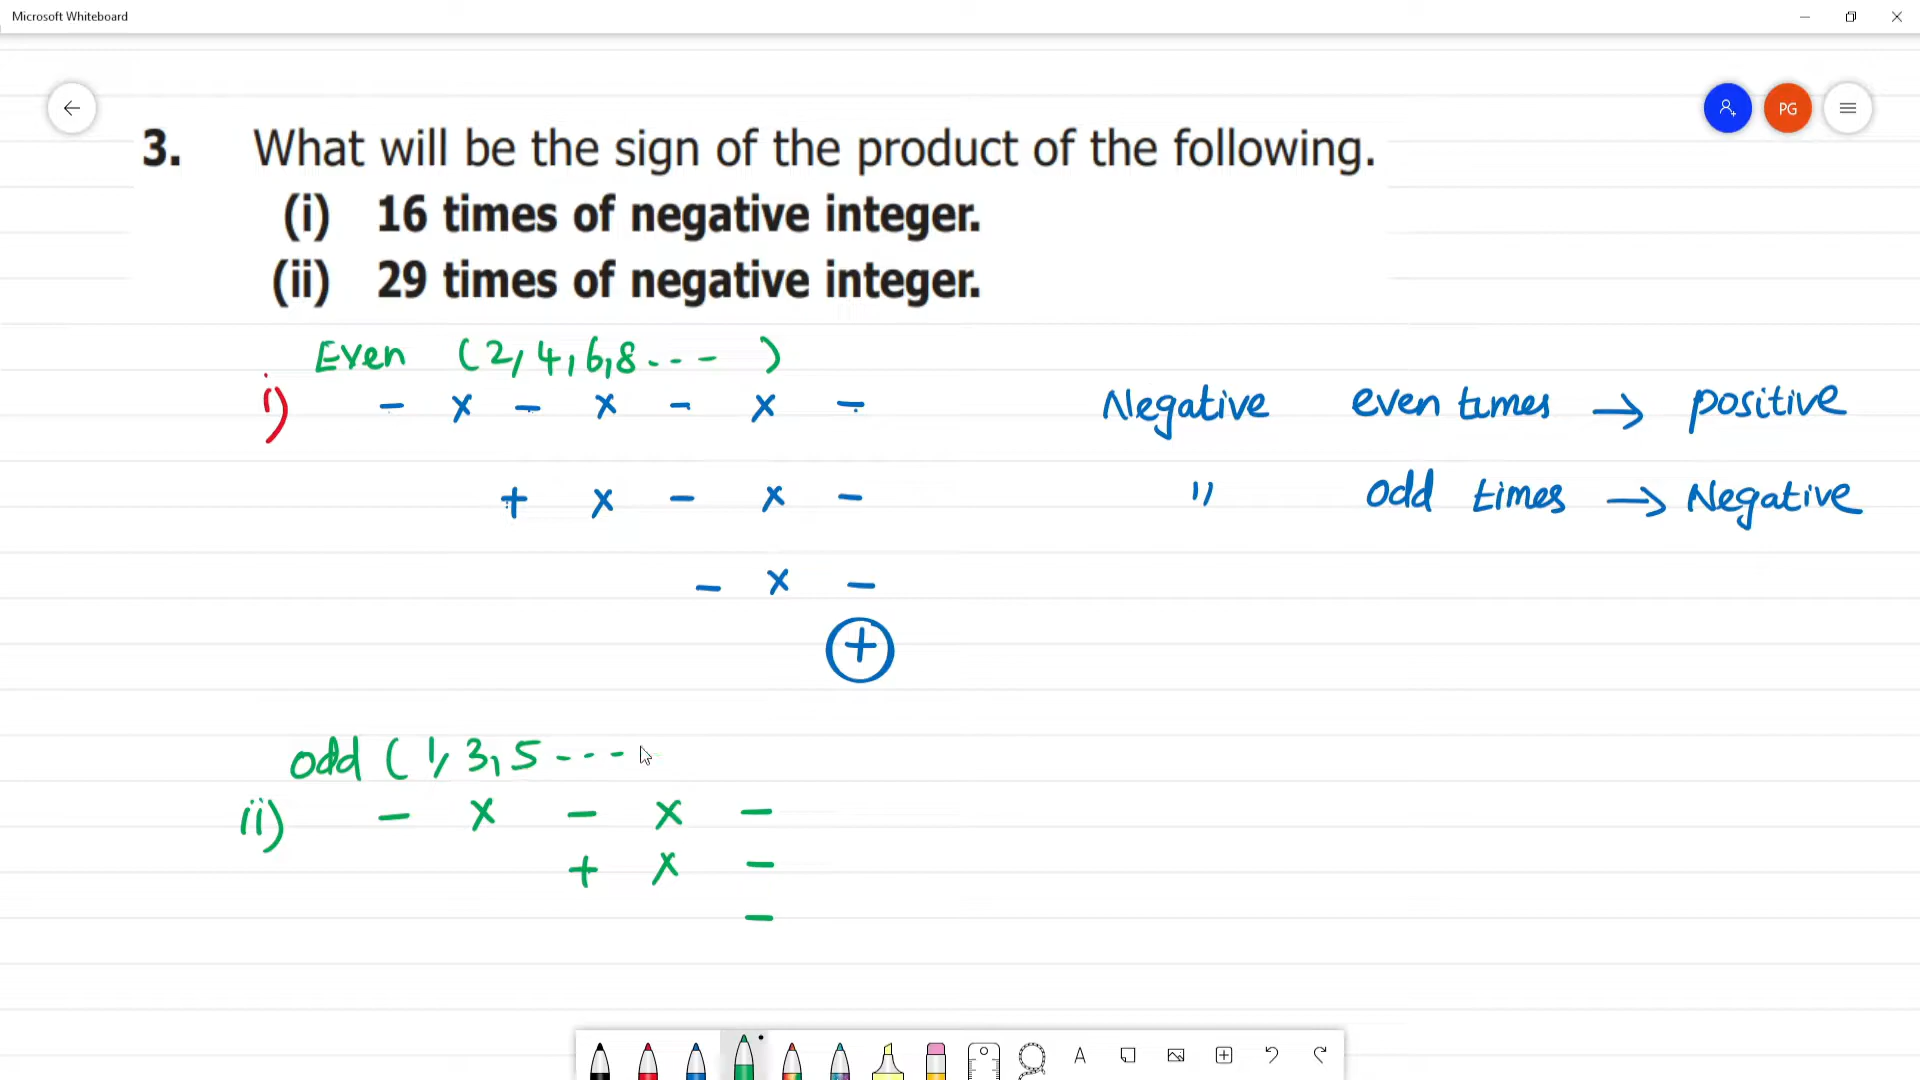 Microsoft Whiteboard
PG
3. What will be the sign of the product of the following.
(i) 16 times of negative integer.
(ii) 29 times of negative integer.
Even (2, 4, 6, 8 - - - )
i) - x - x - x -
Negative even times → positive
+ x - x -
" odd times → Negative
- x -
+
odd ( 1, 3, 5 - - -
ii) - x - x -
+ x -
-
A